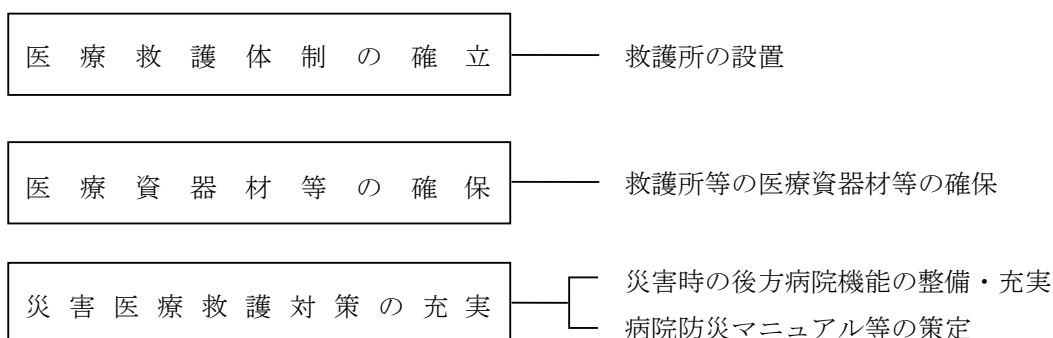 医療救護体制の確立
救護所の設置
医療資器材等の確保
救護所等の医療資器材等の確保
災害医療救護対策の充実
災害時の後方病院機能の整備・充実
病院防災マニュアル等の策定